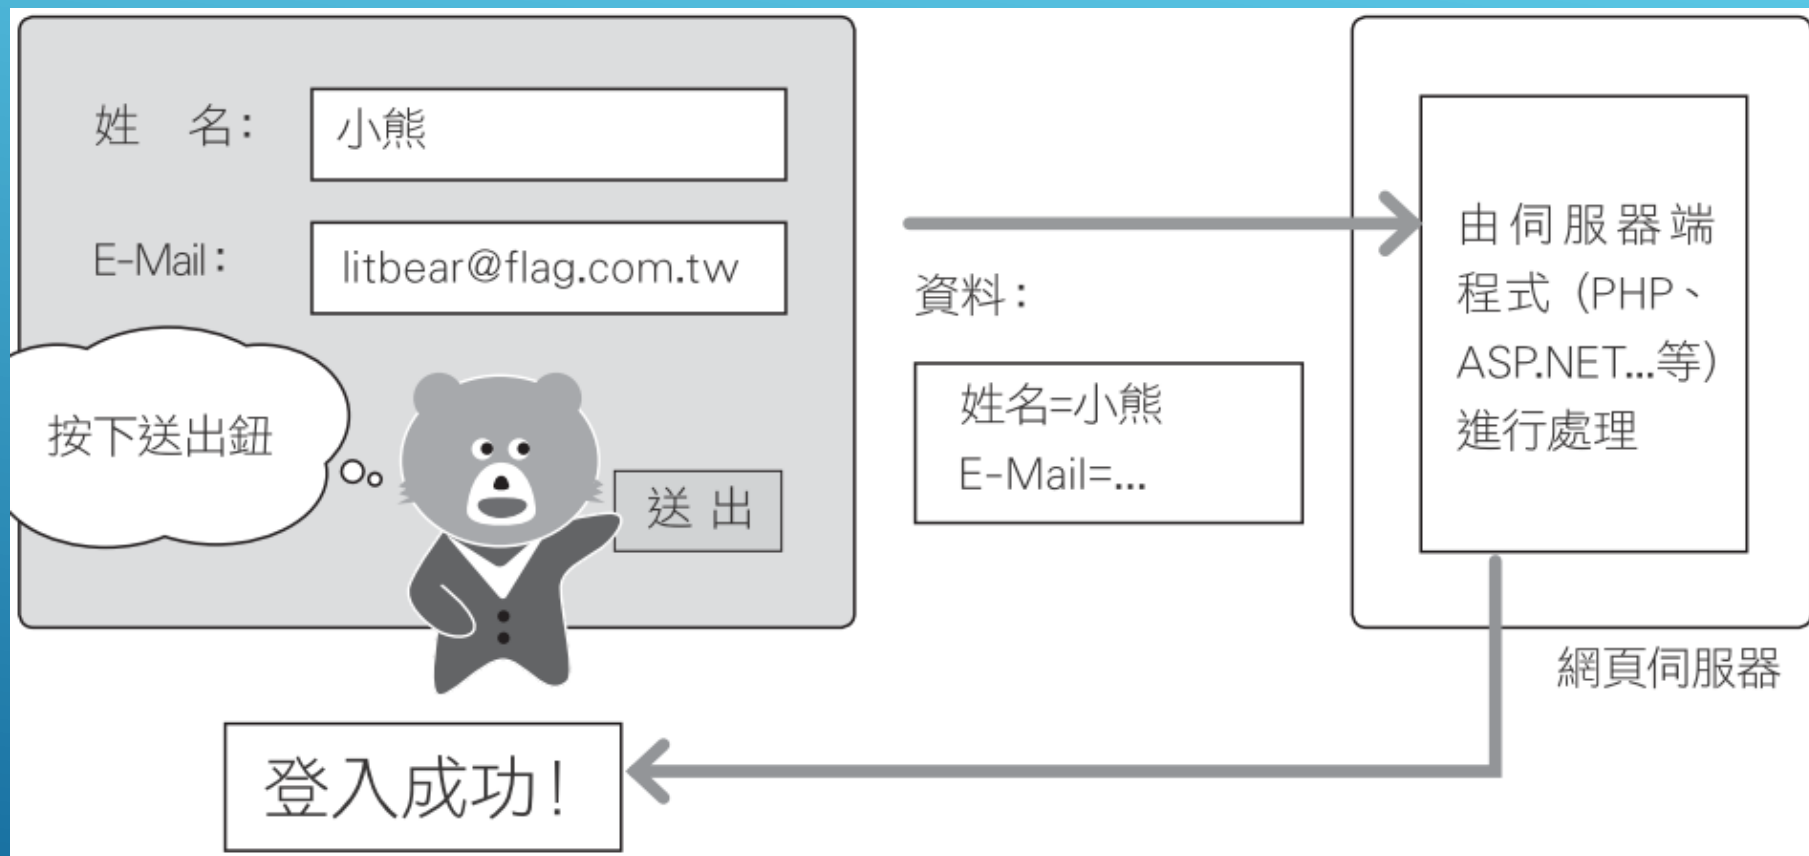 姓　名：
小熊
E-Mail：
litbear@flag.com.tw
按下送出鈕
送 出
資料：
姓名=小熊
E-Mail=...
由伺服器端
程式（PHP、
ASP.NET...等）
進行處理
網頁伺服器
登入成功！